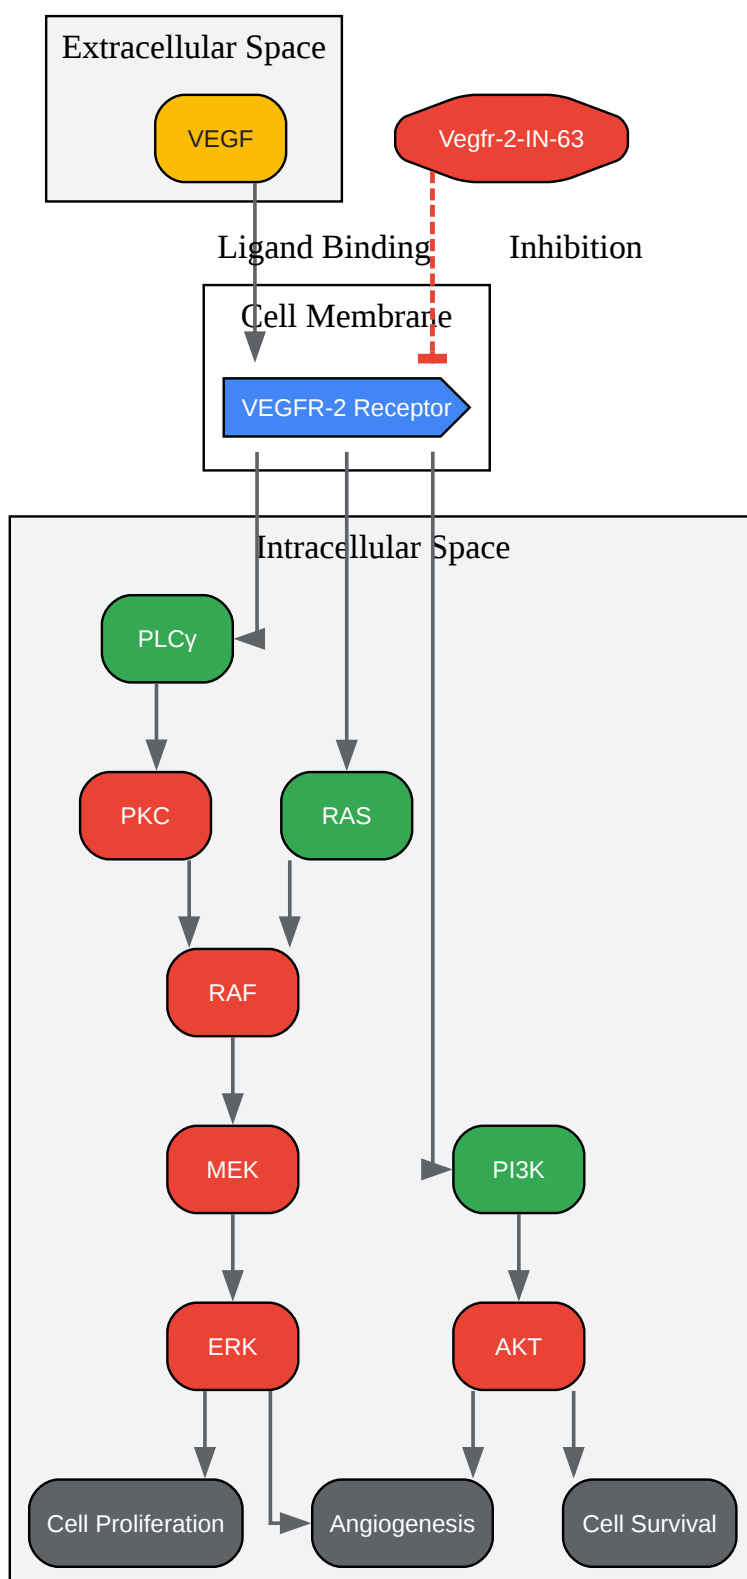 Extracellular Space
VEGF
Vegfr-2-IN-63
Ligand Binding
Inhibition
Cell Membrane
VEGFR-2 Receptor
Intracellular Space
PLCγ
PKC
RAS
RAF
MEK
PI3K
ERK
AKT
Cell Proliferation
Angiogenesis
Cell Survival